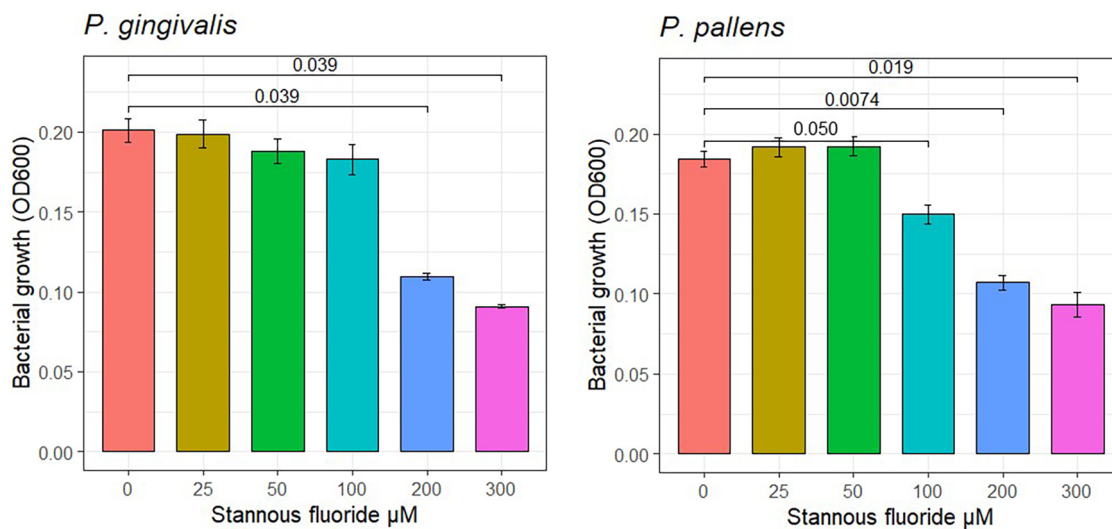 P. gingivalis
0.039
0.039
0.20
0.15
0.10
0.05
0.00
Bacterial growth (OD600)
0 25 50 100 200 300
Stannous fluoride µM
P. pallens
0.019
0.0074
0.050
0.20
0.15
0.10
0.05
0.00
Bacterial growth (OD600)
0 25 50 100 200 300
Stannous fluoride µM